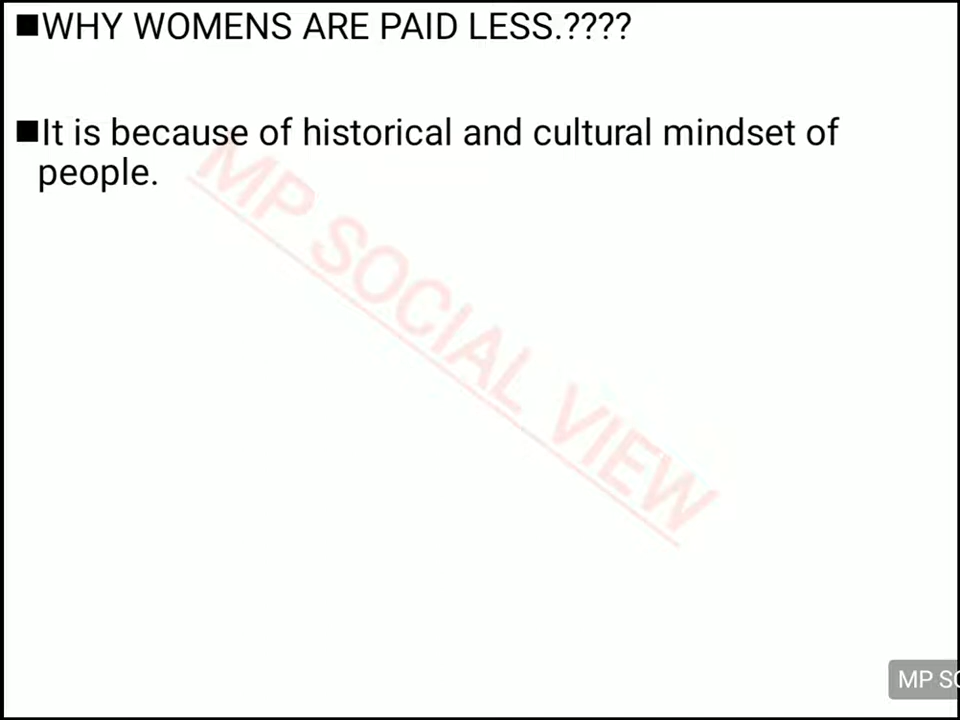 ■WHY WOMENS ARE PAID LESS.????
■It is because of historical and cultural mindset of
people.
MP SOCIAL VIEW
MP SO